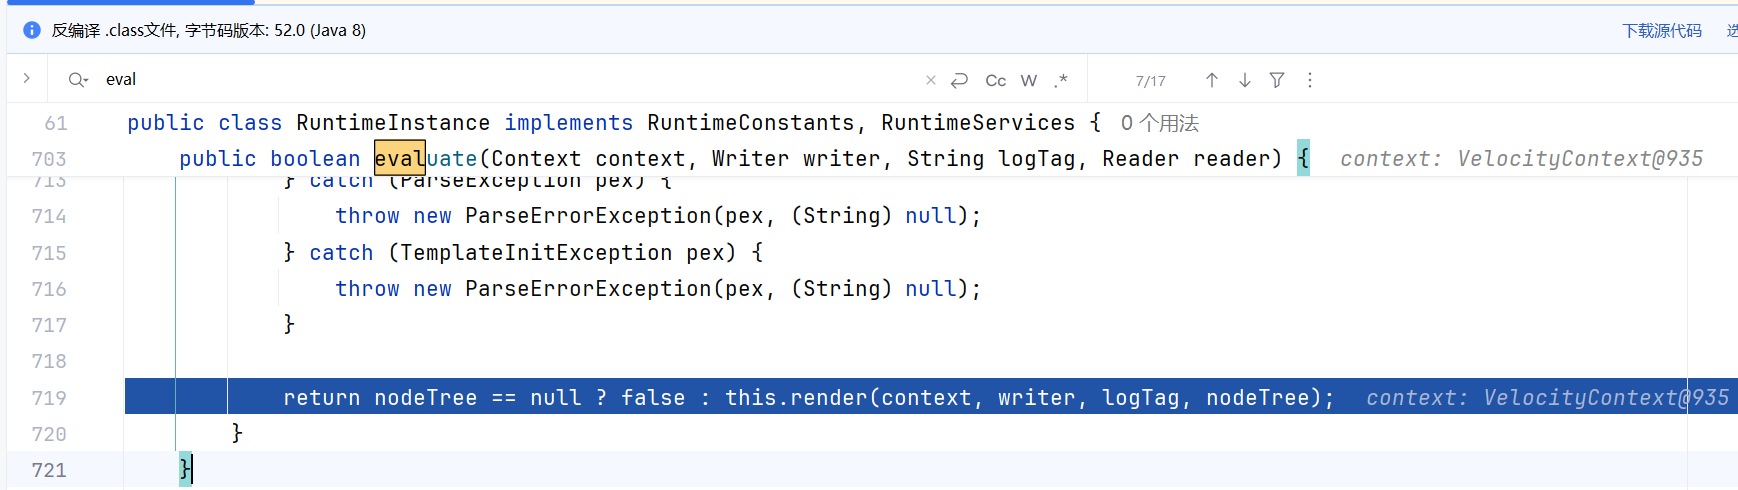 反编译 .class文件, 字节码版本: 52.0 (Java 8) 下载源代码
eval × Cc W .* 7/17
61 public class RuntimeInstance implements RuntimeConstants, RuntimeServices { 0 个用法
703 public boolean evaluate(Context context, Writer writer, String logTag, Reader reader) { context: VelocityContext@935
713 } catch (ParseException pex) {
714 throw new ParseErrorException(pex, (String) null);
715 } catch (TemplateInitException pex) {
716 throw new ParseErrorException(pex, (String) null);
717 }
718
719 return nodeTree == null ? false : this.render(context, writer, logTag, nodeTree); context: VelocityContext@935
720 }
721 }